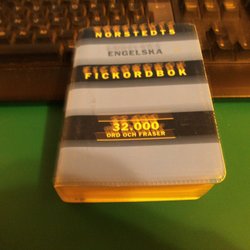 NORSTEDTS
ENGELSKA
FICKORDBOK
32.000
ORD OCH FRASER